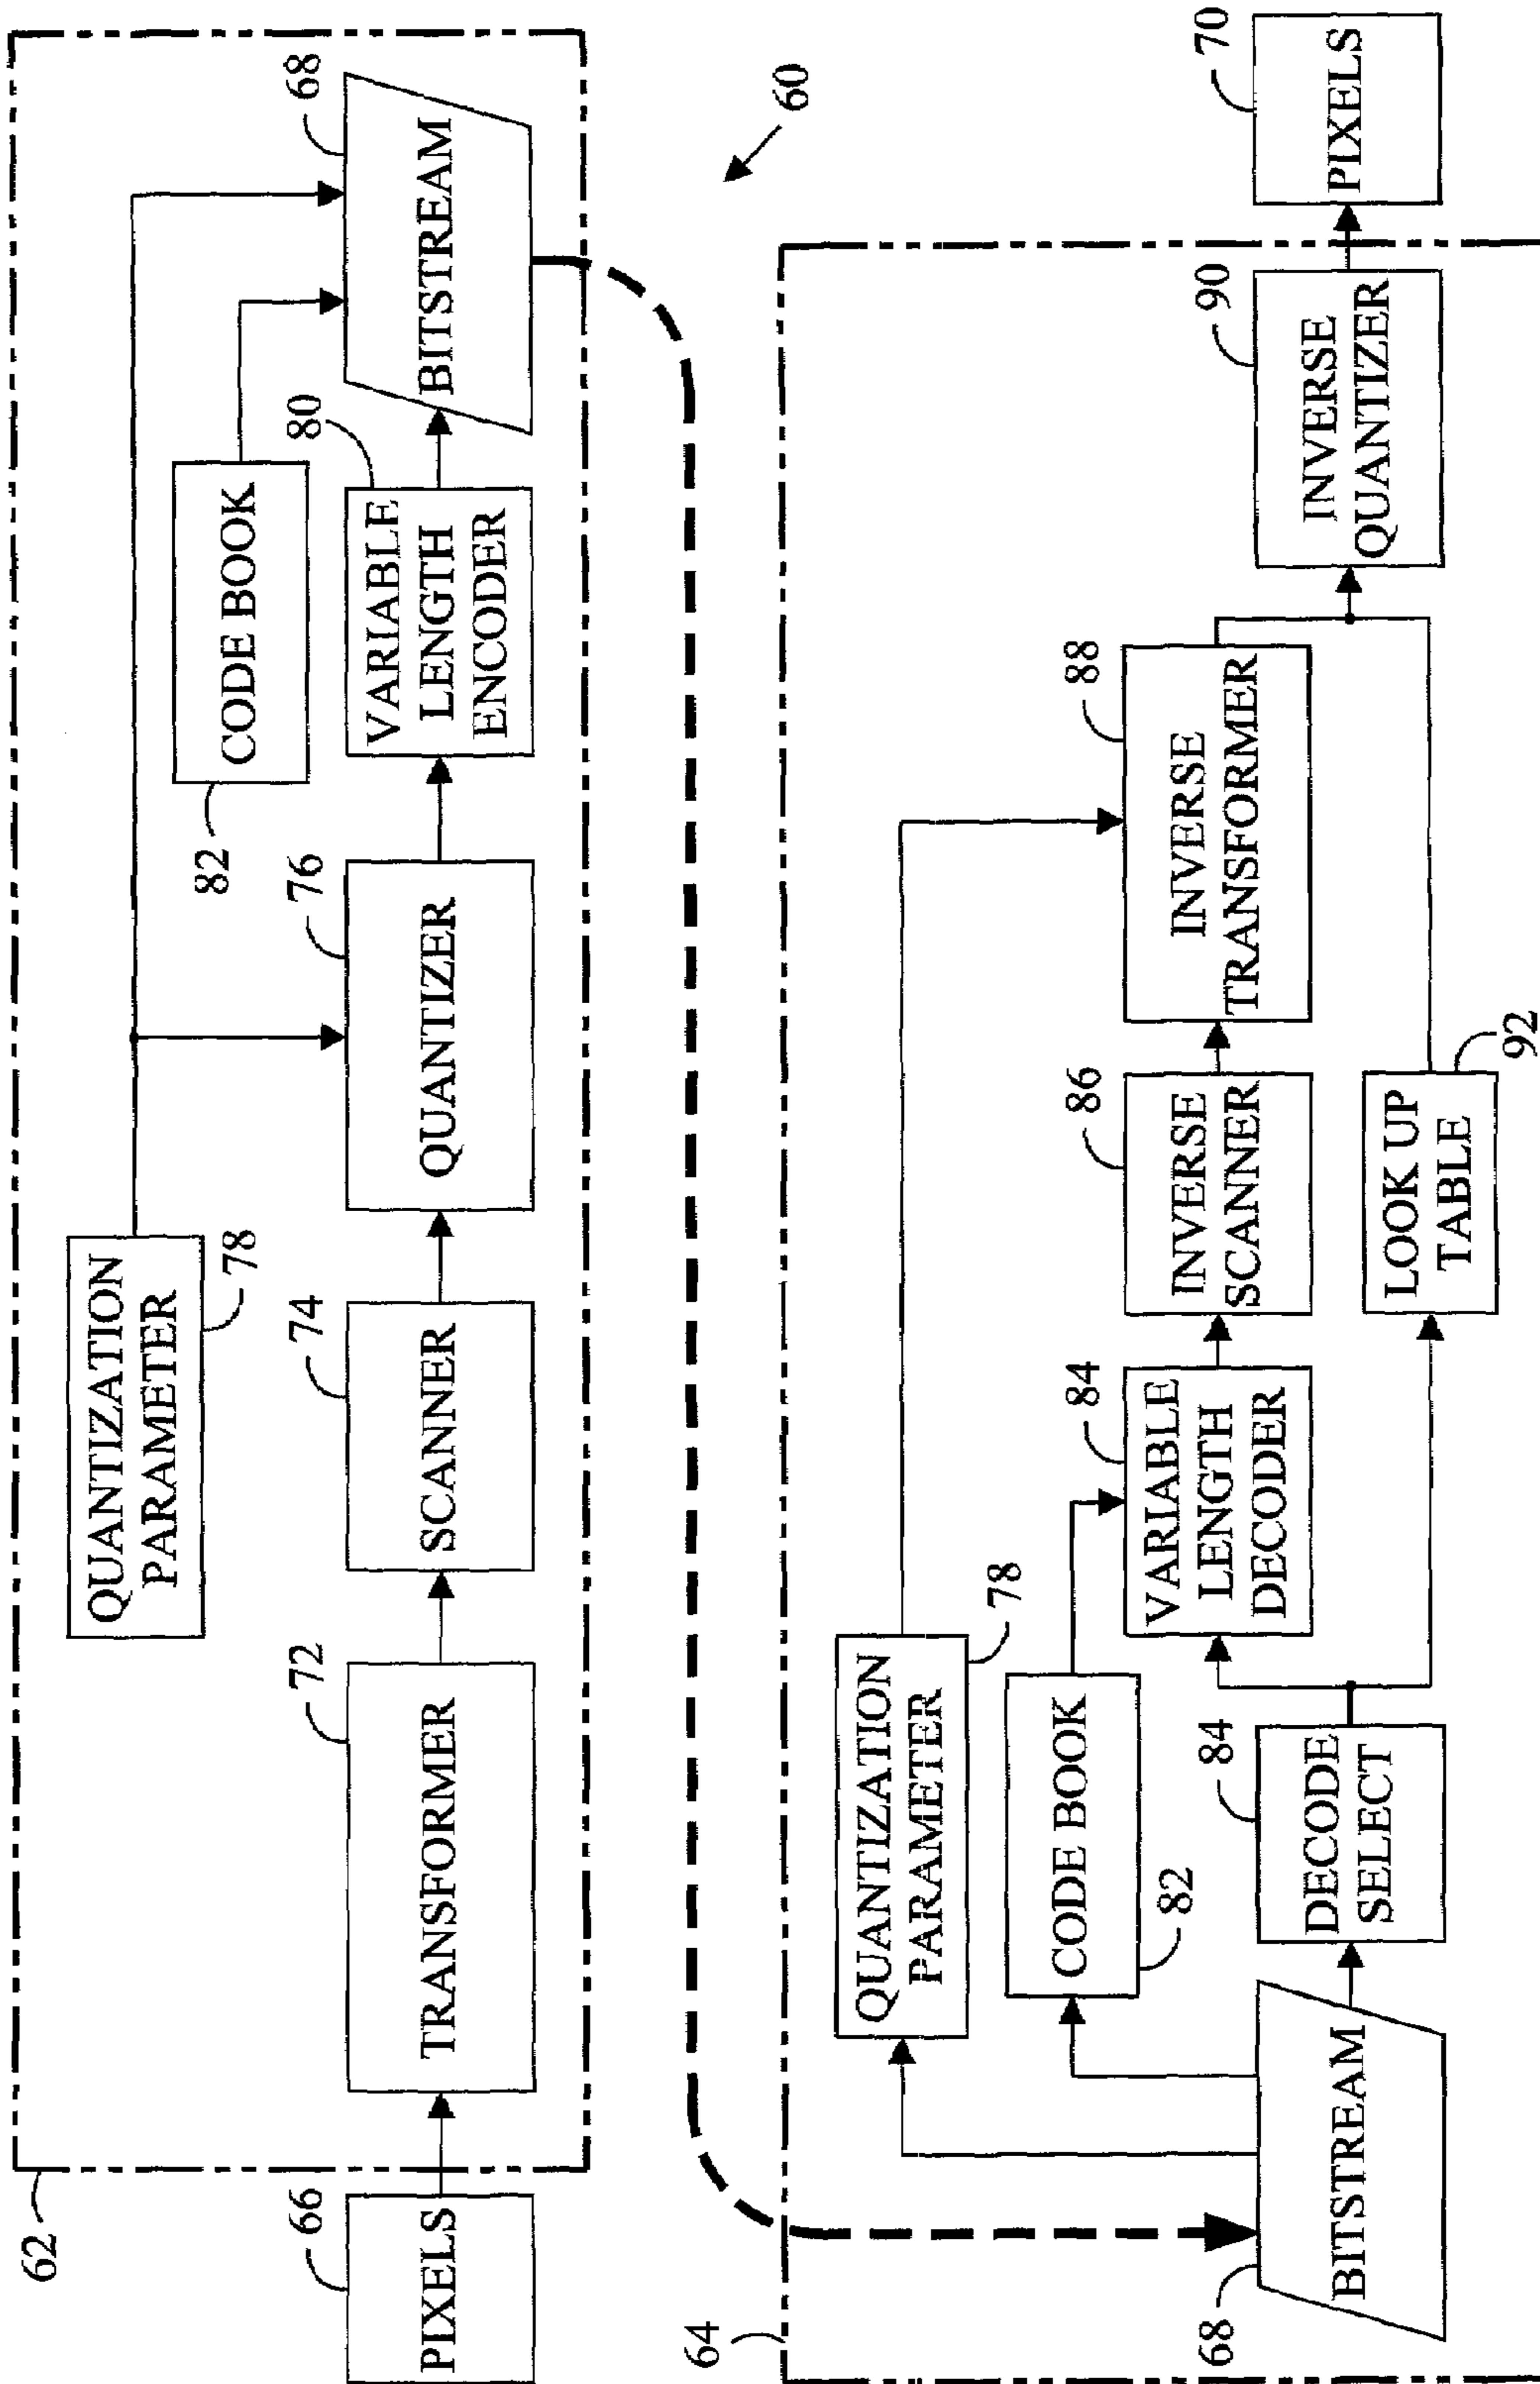 62
66
PIXELS
72
TRANSFORMER
74
SCANNER
QUANTIZATION
PARAMETER
78
76
QUANTIZER
82
CODE BOOK
80
VARIABLE
LENGTH
ENCODER
68
BITSTREAM
60
64
68
BITSTREAM
QUANTIZATION
PARAMETER
78
CODE BOOK
82
84
DECODE
SELECT
84
VARIABLE
LENGTH
DECODER
86
INVERSE
SCANNER
LOOK UP
TABLE
92
88
INVERSE
TRANSFORMER
90
INVERSE
QUANTIZER
70
PIXELS